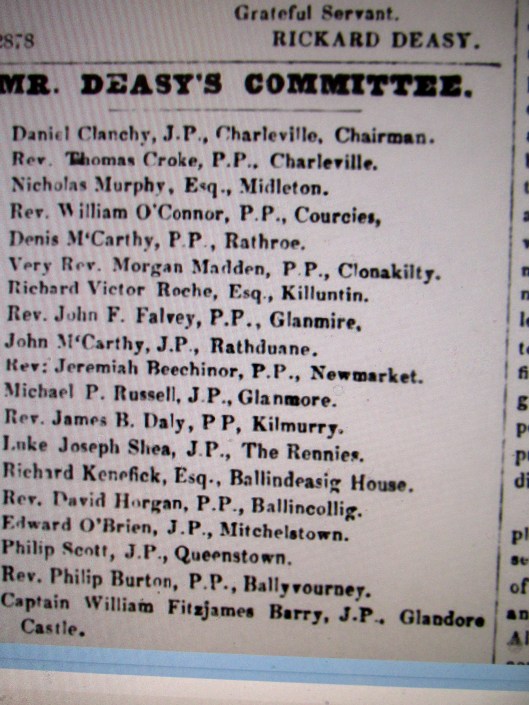 Grateful Servant.
2878 RICKARD DEASY.
MR. DEASY'S COMMITTEE.
Daniel Clanchy, J.P., Charleville, Chairman.
Rev. Thomas Croke, P.P., Charleville.
Nicholas Murphy, Esq., Midleton.
Rev. William O'Connor, P.P., Courcies,
Denis M'Carthy, P.P., Rathroe.
Very Rev. Morgan Madden, P.P., Clonakilty.
Richard Victor Roche, Esq., Killuntin.
Rev. John F. Falvey, P.P., Glanmire,
John M'Carthy, J.P., Rathduane.
Rev: Jeremiah Beechinor, P.P., Newmarket.
Michael P. Russell, J.P., Glanmore.
Rev. James B. Daly, P P, Kilmurry.
Luke Joseph Shea, J.P., The Rennies.
Richard Kenefick, Esq., Ballindeasig House.
Rev. David Horgan, P.P., Ballincollig.
Edward O'Brien, J.P., Mitchelstown.
Philip Scott, J.P., Queenstown.
Rev. Philip Burton, P.P., Ballyvourney.
Captain William Fitzjames Barry, J.P., Glandore
Castle.